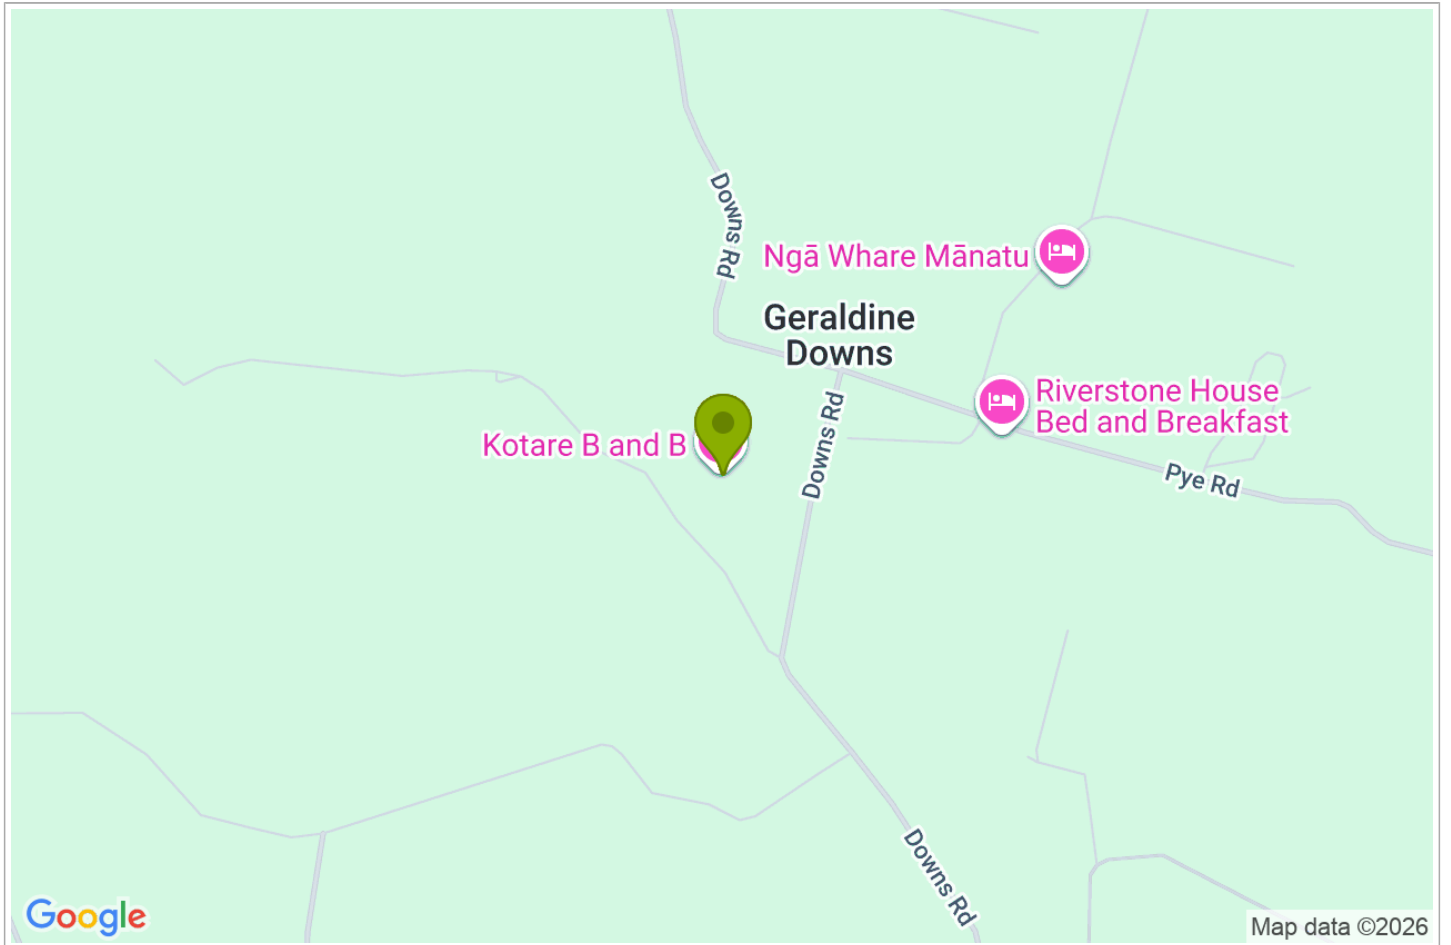 Downs Rd
Ngā Whare Mānatu
Geraldine
Downs
Riverstone House
Bed and Breakfast
Kotare B and B
Downs Rd
Pye Rd
Downs Rd
Google
Map data ©2026